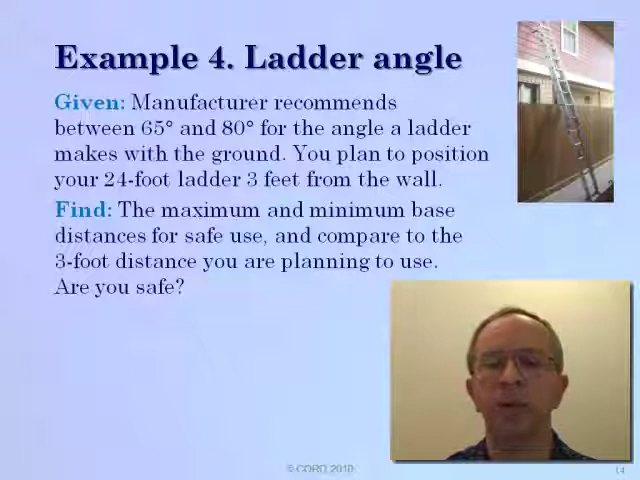 Example 4. Ladder angle
Given: Manufacturer recommends
between 65° and 80° for the angle a ladder
makes with the ground. You plan to position
your 24-foot ladder 3 feet from the wall.
Find: The maximum and minimum base
distances for safe use, and compare to the
3-foot distance you are planning to use.
Are you safe?
© CORD 2010
14